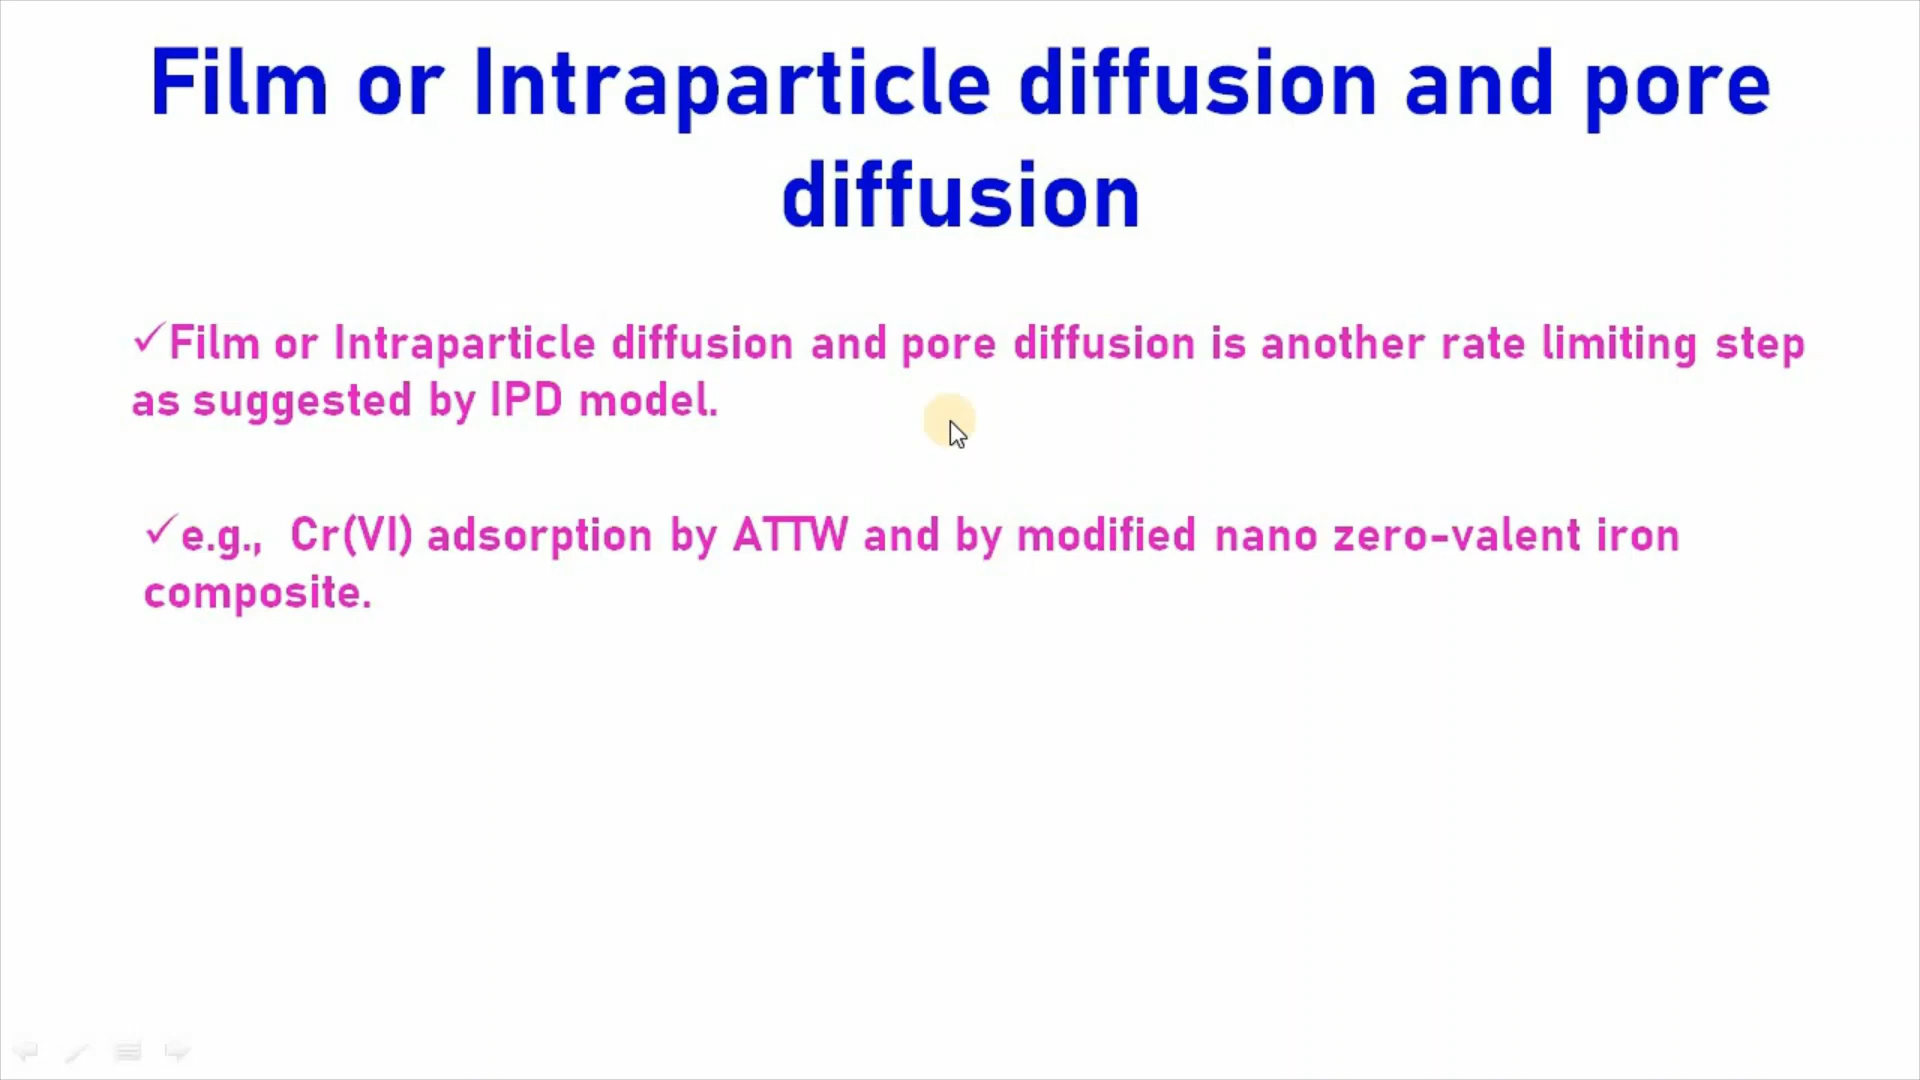 Film or Intraparticle diffusion and pore
diffusion
✓Film or Intraparticle diffusion and pore diffusion is another rate limiting step
as suggested by IPD model.
✓e.g., Cr(VI) adsorption by ATTW and by modified nano zero-valent iron
composite.